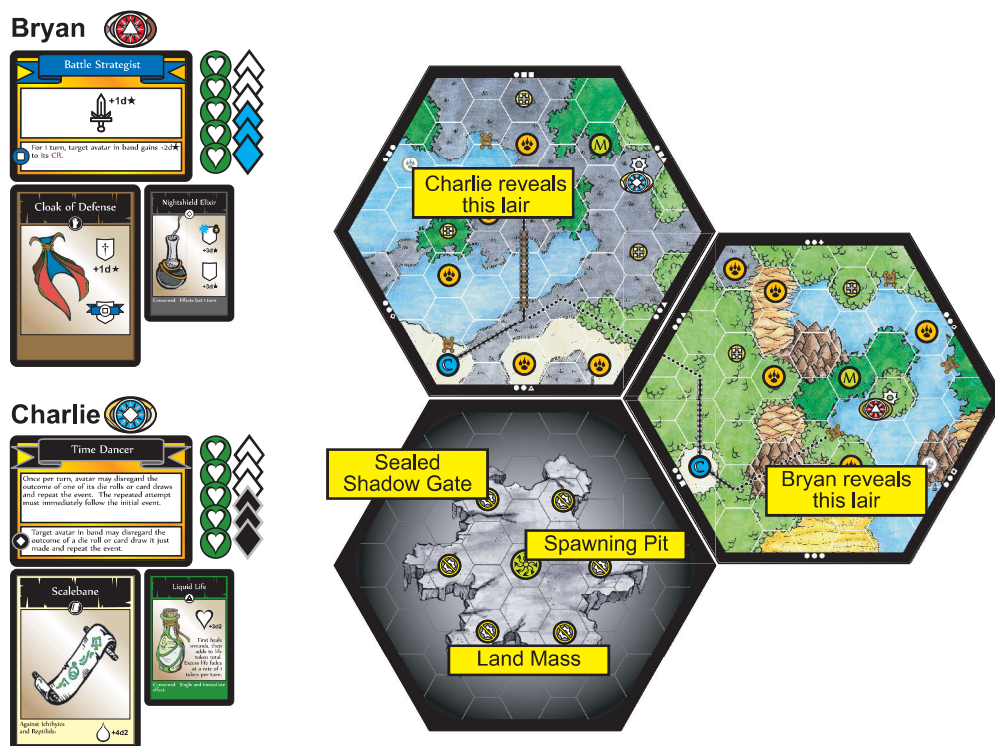 Bryan
Battle Strategist
+1d★
For 1 turn, target avatar in band gains +2d★
to its CR.
Cloak of Defense
+1d★
Nightshield Elixir
+3d★
+3d★
Consumed: Effects last 1 turn.
Charlie
Time Dancer
Once per turn, avatar may disregard the
outcome of one of its die rolls or card draws
and repeat the event. The repeated attempt
must immediately follow the initial event.
Target avatar in band may disregard the
outcome of a die roll or card draw it just
made and repeat the event.
Scalebane
Against Ichthyics
and Reptilids:
+4d2
Liquid Life
+3d2
First heals
wounds, then
adds to life
token total.
Excess life fades
at a rate of 1
token per turn.
Consumed: Single and immediate
effect.
Charlie reveals
this lair
M
C
M
C
Bryan reveals
this lair
Sealed
Shadow Gate
Spawning Pit
Land Mass